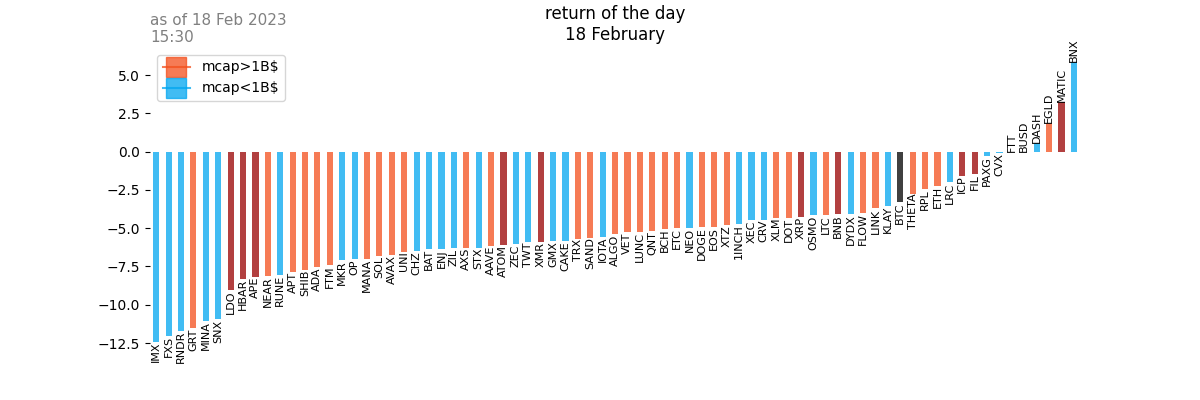 as of 18 Feb 2023
15:30
return of the day
18 February
mcap>1B$
mcap<1B$
5.0
2.5
0.0
−2.5
−5.0
−7.5
−10.0
−12.5
IMX
FXS
RNDR
GRT
MINA
SNX
LDO
HBAR
APE
NEAR
RUNE
APT
SHIB
ADA
FTM
MKR
OP
MANA
SOL
AVAX
UNI
CHZ
BAT
ENJ
ZIL
AXS
STX
AAVE
ATOM
ZEC
TWT
XMR
GMX
CAKE
TRX
SAND
IOTA
ALGO
VET
LUNC
QNT
BCH
ETC
NEO
DOGE
EOS
XTZ
1INCH
XEC
CRV
XLM
DOT
XRP
OSMO
LTC
BNB
DYDX
FLOW
LINK
KLAY
BTC
THETA
RPL
ETH
LRC
ICP
FIL
PAXG
CVX
FTT
BUSD
DASH
EGLD
MATIC
BNX